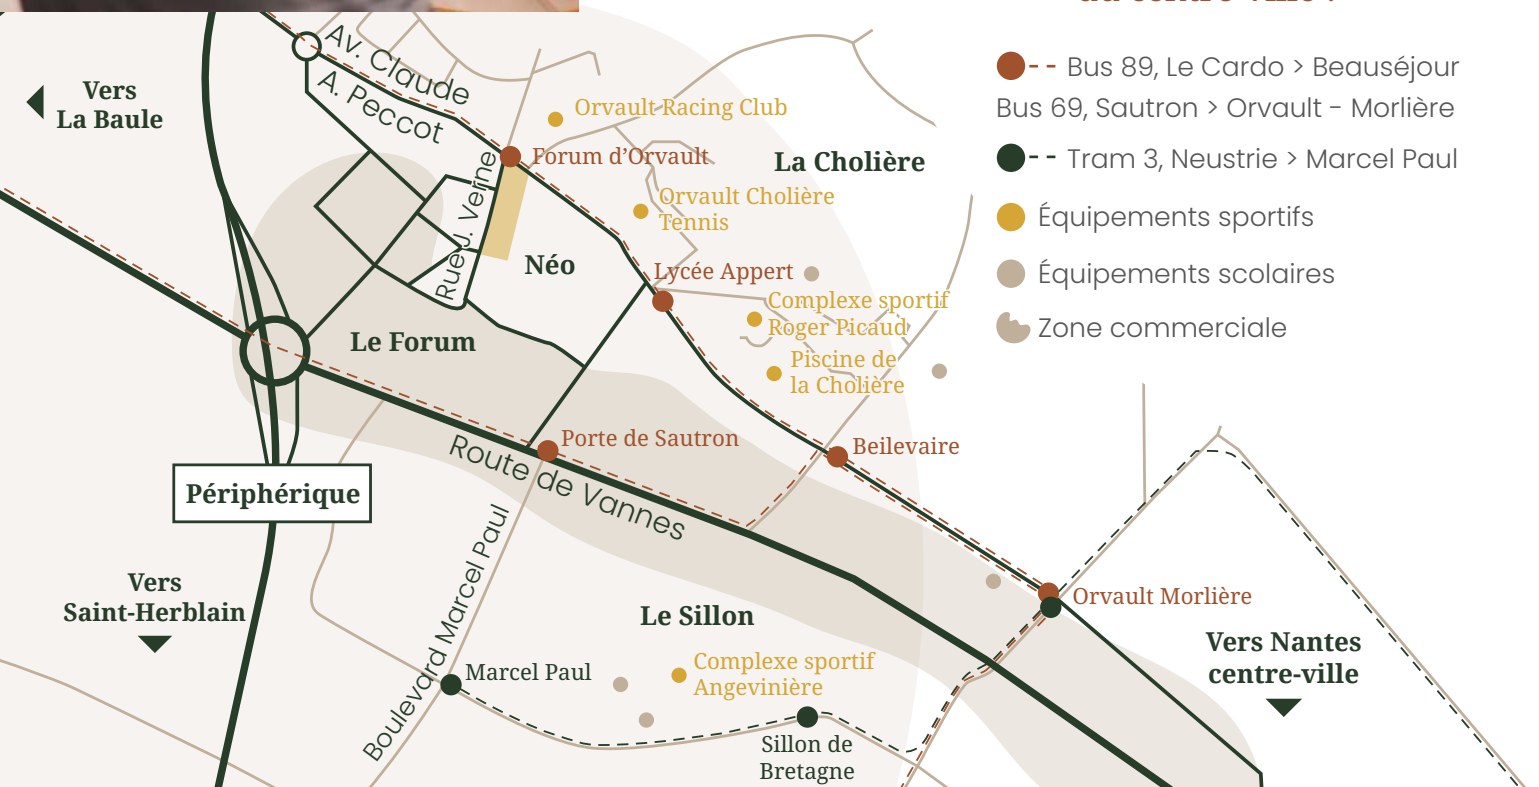 Bus 89, Le Cardo > Beauséjour
Bus 69, Sautron > Orvault - Morlière
Tram 3, Neustrie > Marcel Paul
Équipements sportifs
Équipements scolaires
Zone commerciale
Av. Claude
A. Peccot
Vers
La Baule
Orvault Racing Club
Forum d’Orvault
La Cholière
Rue J. Verne
Orvault Cholière
Tennis
Néo
Lycée Appert
Complexe sportif
Roger Picaud
Le Forum
Piscine de
la Cholière
Porte de Sautron
Beilevaire
Route de Vannes
Périphérique
Vers
Saint-Herblain
Boulevard Marcel Paul
Le Sillon
Orvault Morlière
Vers Nantes
centre-ville
Marcel Paul
Complexe sportif
Angevinière
Sillon de
Bretagne